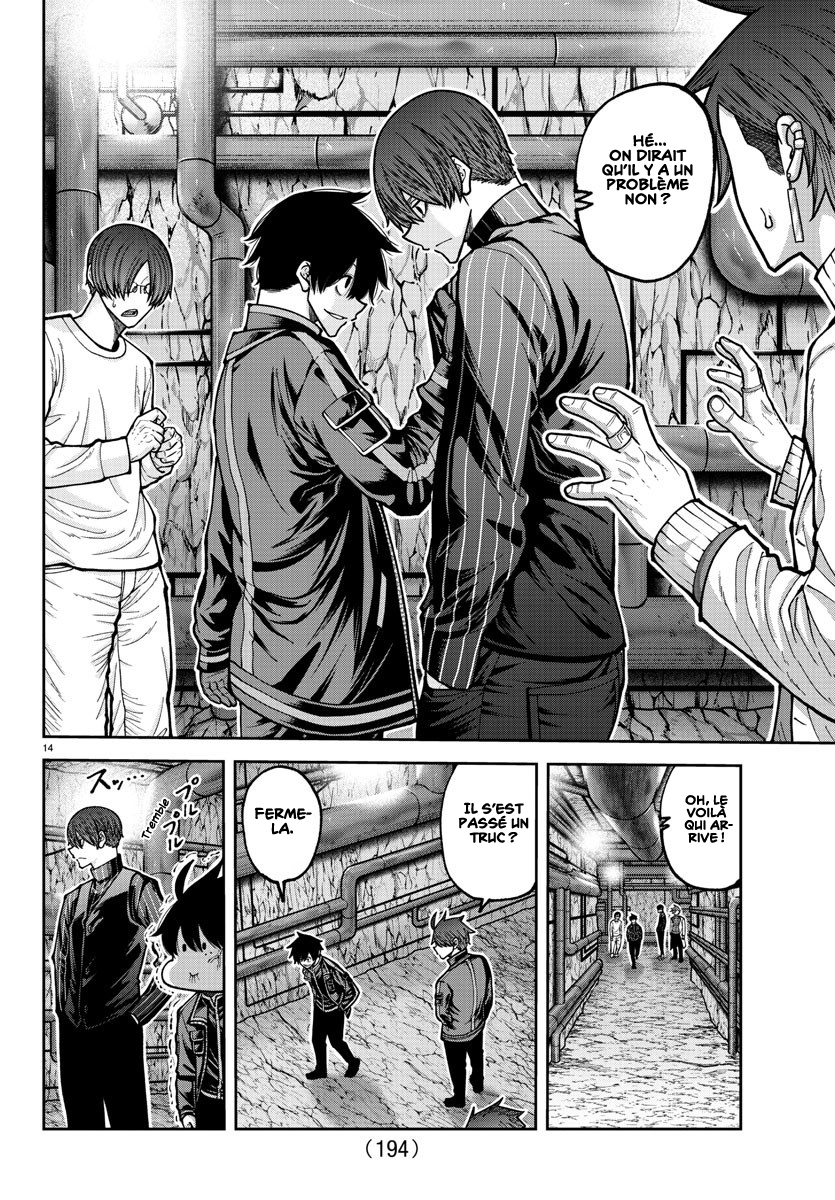 HÉ...
ON DIRAIT
QU'IL Y A UN
PROBLÈME
NON ?
14
OH, LE
VOILÀ
QUI AR-
RIVE !
IL S'EST
PASSÉ UN
TRUC ?
FERME-
LA.
スッ…
Tremble
プル
プル
(194)